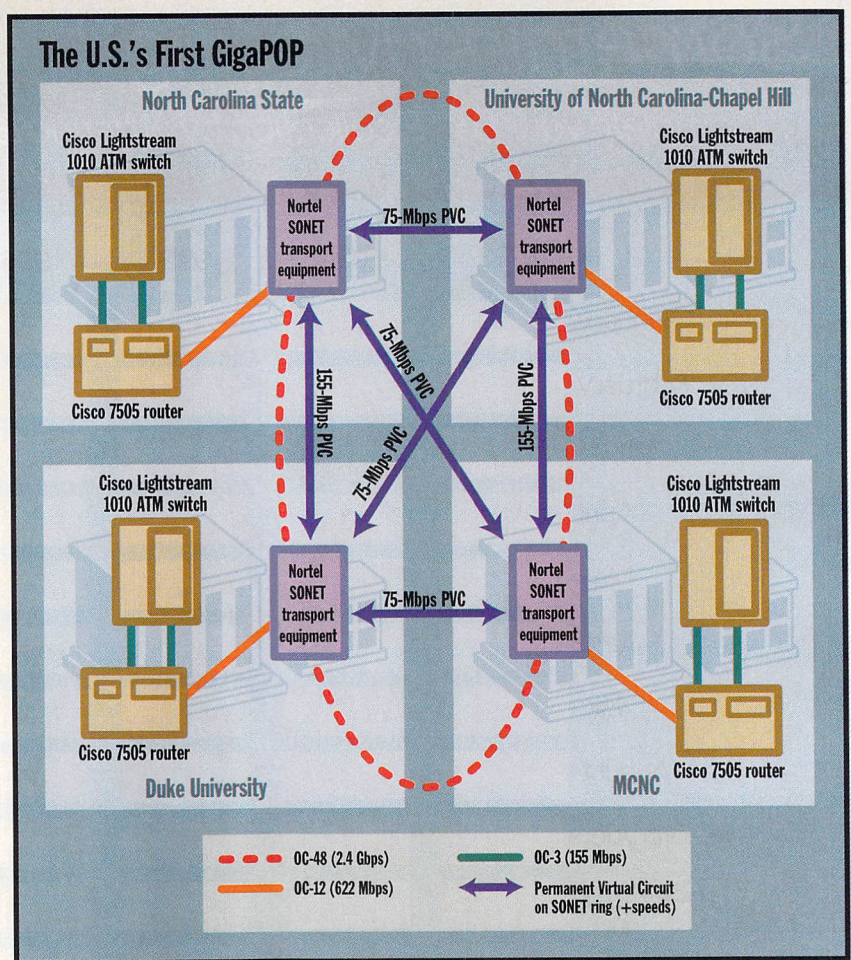 The U.S.'s First GigaPOP
North Carolina State
Cisco Lightstream
1010 ATM switch
Cisco 7505 router
Nortel
SONET
transport
equipment
75-Mbps PVC
University of North Carolina-Chapel Hill
Cisco Lightstream
1010 ATM switch
Nortel
SONET
transport
equipment
Cisco 7505 router
155-Mbps PVC
75-Mbps PVC
75-Mbps PVC
155-Mbps PVC
Cisco Lightstream
1010 ATM switch
Nortel
SONET
transport
equipment
Cisco 7505 router
Duke University
75-Mbps PVC
Cisco Lightstream
1010 ATM switch
Nortel
SONET
transport
equipment
Cisco 7505 router
MCNC
OC-48 (2.4 Gbps)
OC-12 (622 Mbps)
OC-3 (155 Mbps)
Permanent Virtual Circuit
on SONET ring (+speeds)